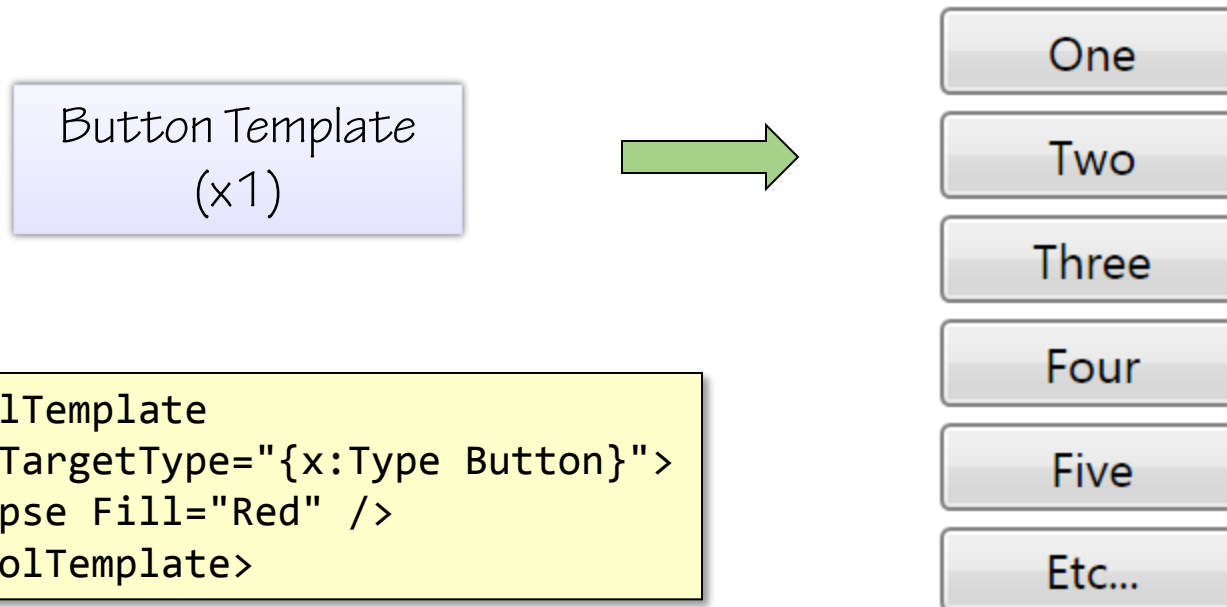 Button Template
(x1)
lTemplate
TargetType="{x:Type Button}">
pse Fill="Red" />
olTemplate>
One
Two
Three
Four
Five
Etc...